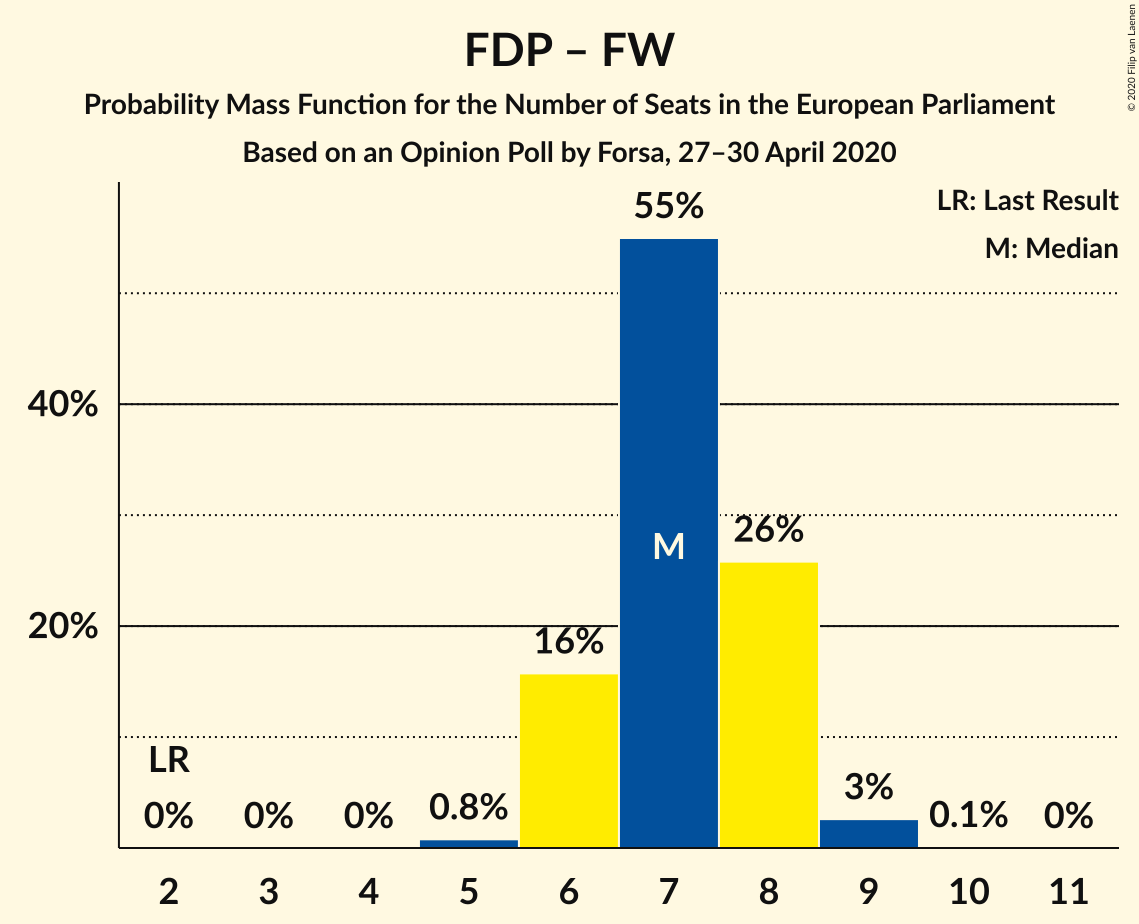 FDP – FW
Probability Mass Function for the Number of Seats in the European Parliament
Based on an Opinion Poll by Forsa, 27–30 April 2020
© 2020 Filip van Laenen
LR: Last Result
M: Median
55%
40%
M
26%
20%
16%
LR
0% 0% 0% 0.8% 3% 0.1% 0%
2 3 4 5 6 7 8 9 10 11